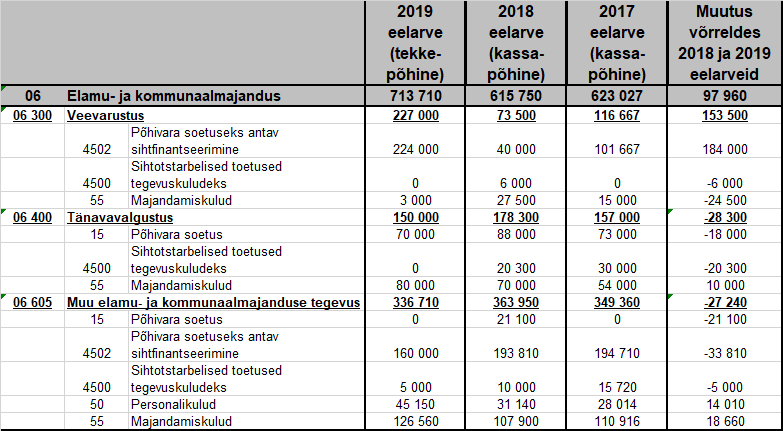 2019 eelarve (tekke-põhine) 2018 eelarve (kassa-põhine) 2017 eelarve (kassa-põhine) Muutus võrreldes 2018 ja 2019 eelarveid
06 Elamu- ja kommunaalmajandus 713 710 615 750 623 027 97 960
06 300 Veevarustus 227 000 73 500 116 667 153 500
Põhivara soetuseks antav
4502 sihtfinantseerimine 224 000 40 000 101 667 184 000
Sihtotstarbelised toetused
4500 tegevuskuludeks 0 6 000 0 -6 000
55 Majandamiskulud 3 000 27 500 15 000 -24 500
06 400 Tänavavalgustus 150 000 178 300 157 000 -28 300
15 Põhivara soetus 70 000 88 000 73 000 -18 000
Sihtotstarbelised toetused
4500 tegevuskuludeks 0 20 300 30 000 -20 300
55 Majandamiskulud 80 000 70 000 54 000 10 000
06 605 Muu elamu- ja kommunaalmajanduse tegevus 336 710 363 950 349 360 -27 240
15 Põhivara soetus 0 21 100 0 -21 100
Põhivara soetuseks antav
4502 sihtfinantseerimine 160 000 193 810 194 710 -33 810
Sihtotstarbelised toetused
4500 tegevuskuludeks 5 000 10 000 15 720 -5 000
50 Personalikulud 45 150 31 140 28 014 14 010
55 Majandamiskulud 126 560 107 900 110 916 18 660